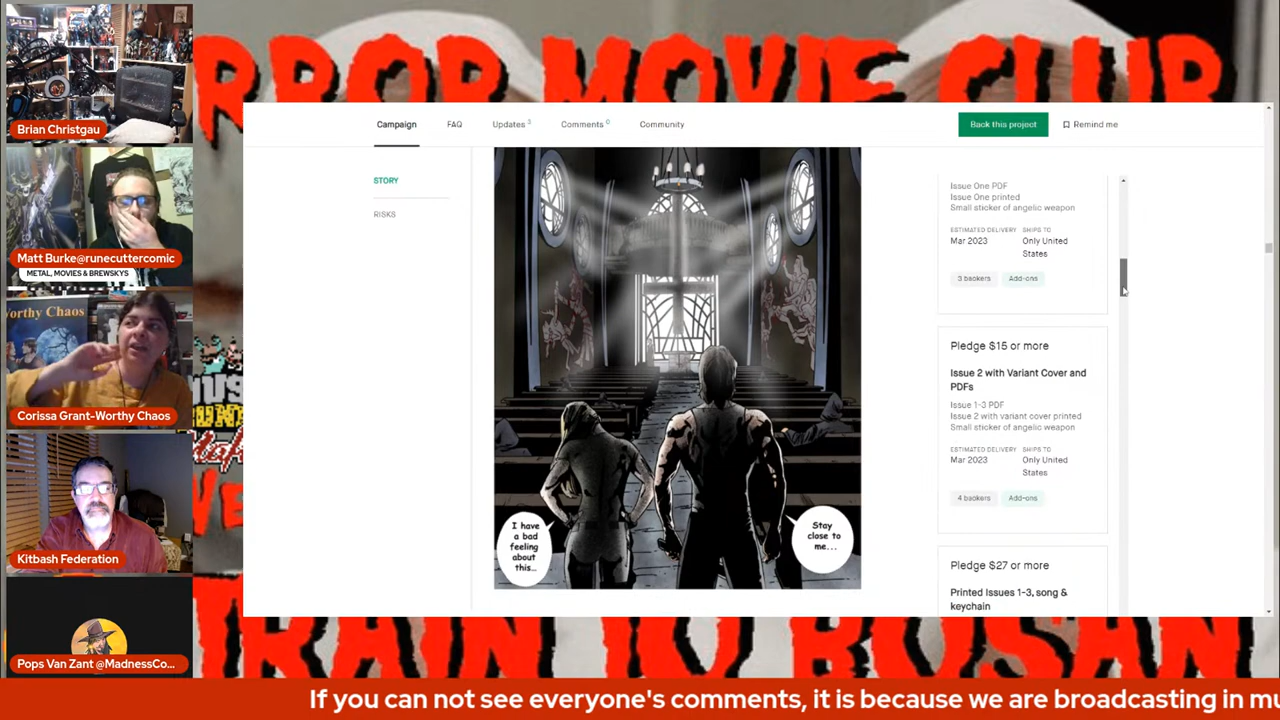 RROR MOVIE CLUB
Brian Christgau
Matt Burke@runecuttercomic
METAL, MOVIES & BREWSKYS
orthy Chaos
Corissa Grant-Worthy Chaos
Kitbash Federation
Pops Van Zant @MadnessCo...
Campaign
FAQ
Updates 3
Comments 0
Community
Back this project
Remind me
STORY
RISKS
I have
a bad
feeling
about
this...
Stay
close to
me...
Issue One PDF
Issue One printed
Small sticker of angelic weapon
ESTIMATED DELIVERY
SHIPS TO
Mar 2023
Only United
States
3 backers
Add-ons
Pledge $15 or more
Issue 2 with Variant Cover and
PDFs
Issue 1-3 PDF
Issue 2 with variant cover printed
Small sticker of angelic weapon
ESTIMATED DELIVERY
SHIPS TO
Mar 2023
Only United
States
4 backers
Add-ons
Pledge $27 or more
Printed Issues 1-3, song &
keychain
TRAIN TO BUSAN
If you can not see everyone's comments, it is because we are broadcasting in mu